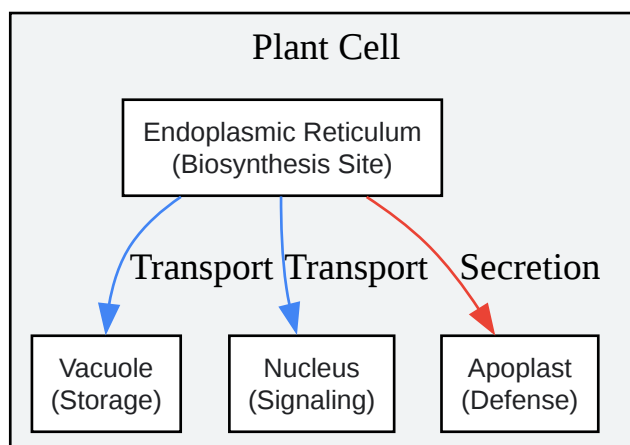 Plant Cell
Endoplasmic Reticulum
(Biosynthesis Site)
Transport
Transport
Secretion
Vacuole
(Storage)
Nucleus
(Signaling)
Apoplast
(Defense)